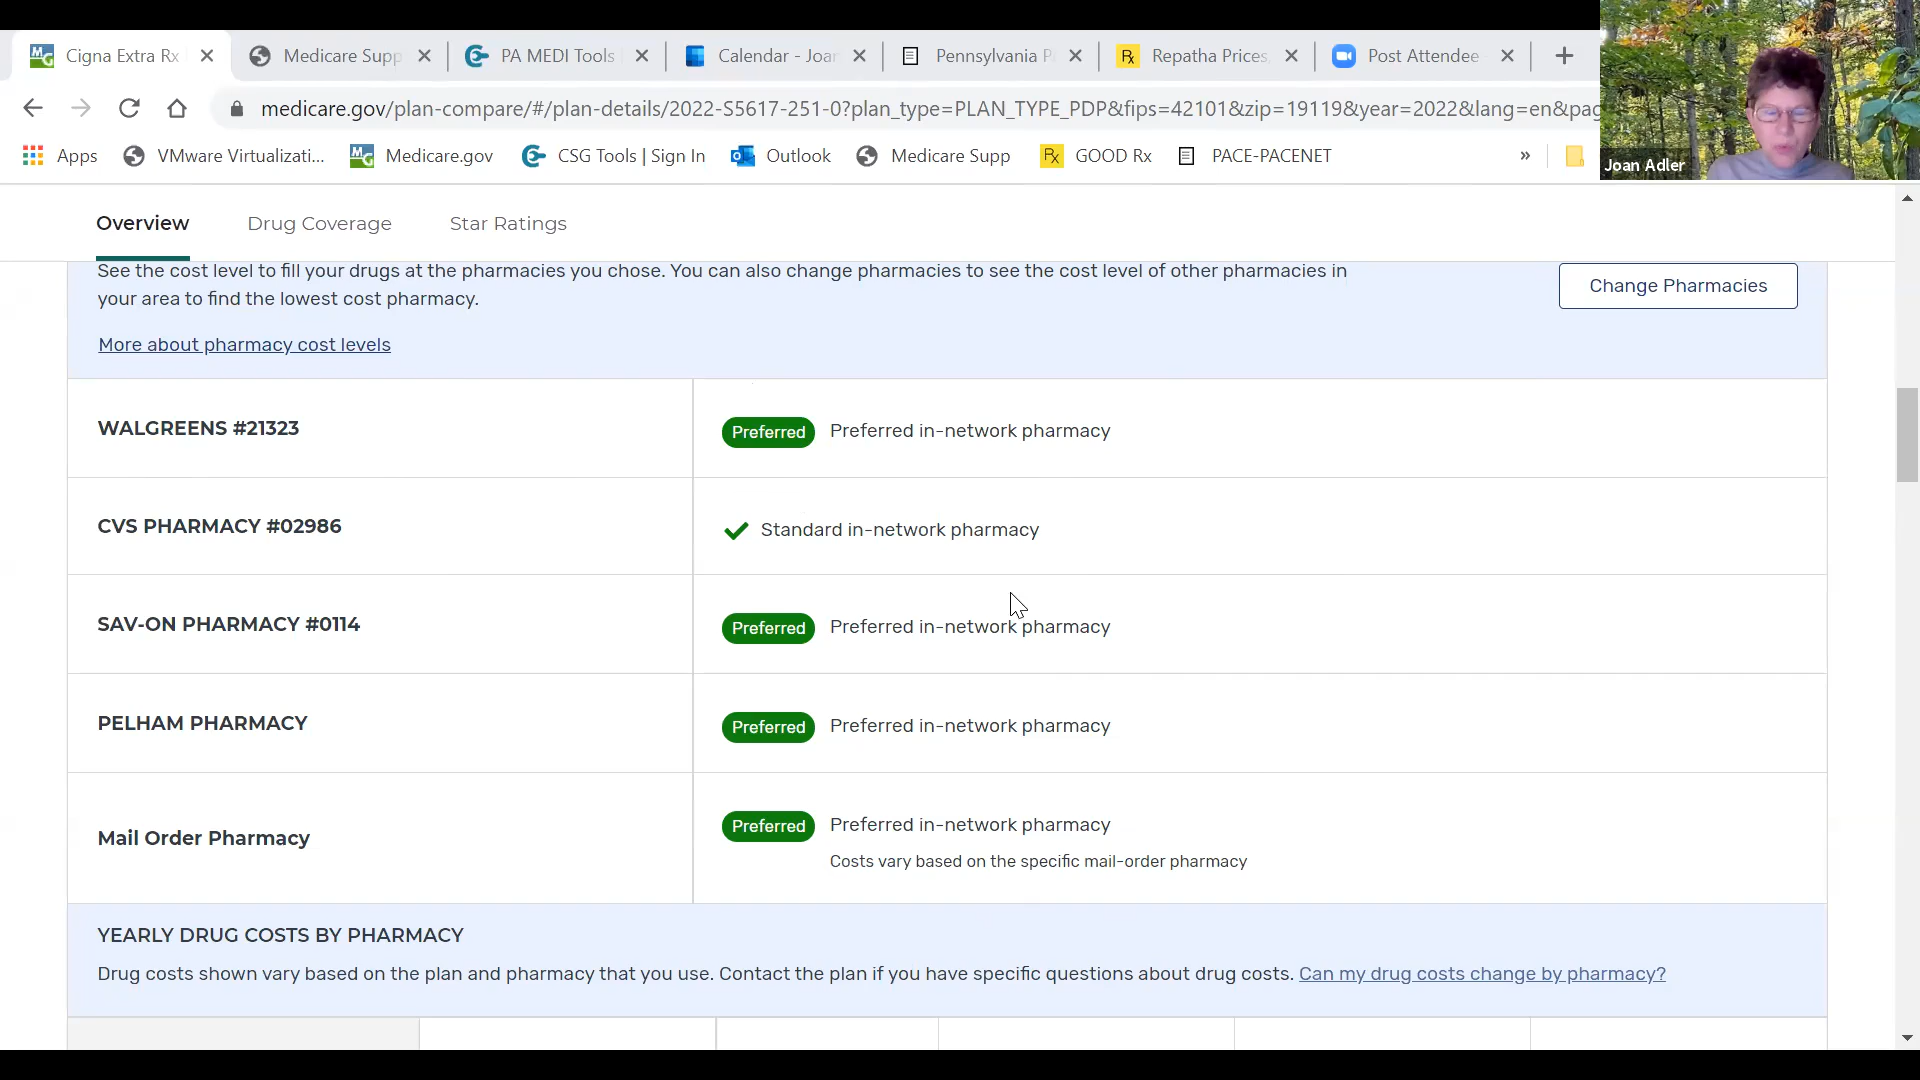 Cigna Extra Rx
Medicare Supp
PA MEDI Tools
Calendar - Joan
Pennsylvania P
Repatha Prices,
Post Attendee -
medicare.gov/plan-compare/#/plan-details/2022-S5617-251-0?plan_type=PLAN_TYPE_PDP&fips=42101&zip=19119&year=2022&lang=en&pag
Apps
VMware Virtualizati...
Medicare.gov
CSG Tools | Sign In
Outlook
Medicare Supp
GOOD Rx
PACE-PACENET
»
Joan Adler
Overview
Drug Coverage
Star Ratings
See the cost level to fill your drugs at the pharmacies you chose. You can also change pharmacies to see the cost level of other pharmacies in
your area to find the lowest cost pharmacy.
Change Pharmacies
More about pharmacy cost levels
WALGREENS #21323
Preferred Preferred in-network pharmacy
CVS PHARMACY #02986
Standard in-network pharmacy
SAV-ON PHARMACY #0114
Preferred Preferred in-network pharmacy
PELHAM PHARMACY
Preferred Preferred in-network pharmacy
Mail Order Pharmacy
Preferred Preferred in-network pharmacy
Costs vary based on the specific mail-order pharmacy
YEARLY DRUG COSTS BY PHARMACY
Drug costs shown vary based on the plan and pharmacy that you use. Contact the plan if you have specific questions about drug costs. Can my drug costs change by pharmacy?